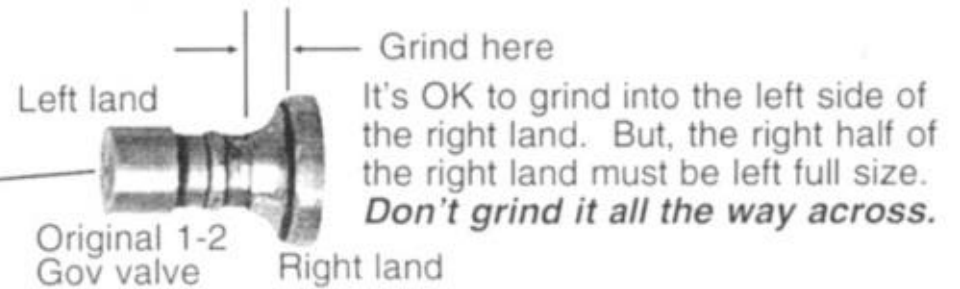 Grind here
Left land
It's OK to grind into the left side of
the right land. But, the right half of
the right land must be left full size.
Don't grind it all the way across.
Original 1-2
Gov valve
Right land